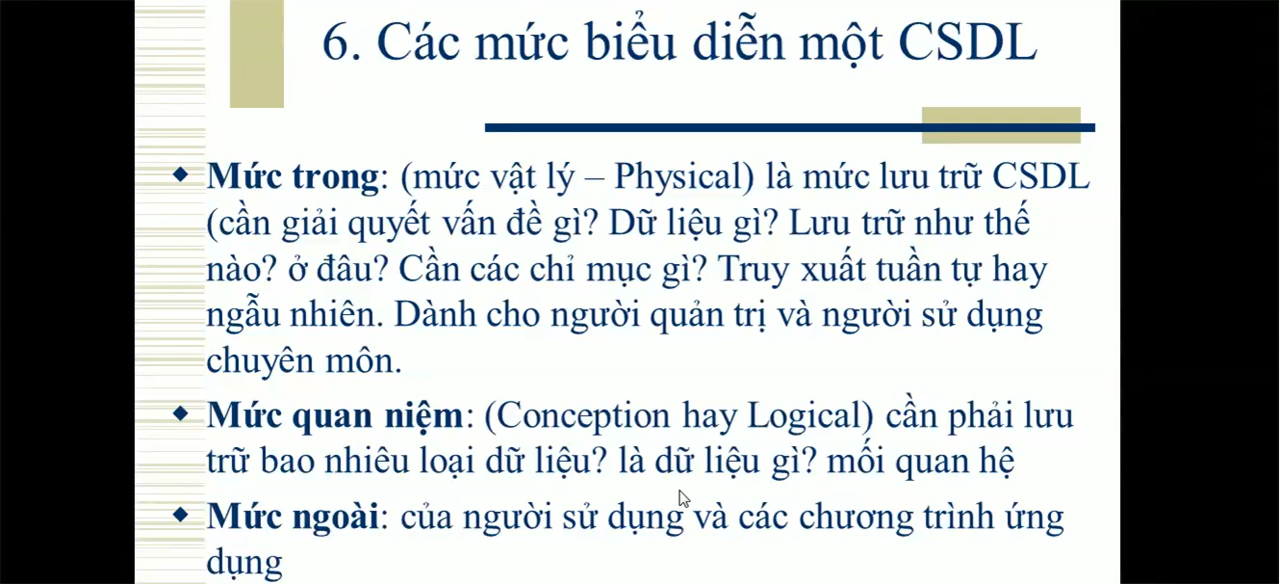 6. Các mức biểu diễn một CSDL
Mức trong: (mức vật lý – Physical) là mức lưu trữ CSDL
(cần giải quyết vấn đề gì? Dữ liệu gì? Lưu trữ như thế
nào? ở đâu? Cần các chỉ mục gì? Truy xuất tuần tự hay
ngẫu nhiên. Dành cho người quản trị và người sử dụng
chuyên môn.
Mức quan niệm: (Conception hay Logical) cần phải lưu
trữ bao nhiêu loại dữ liệu? là dữ liệu gì? mối quan hệ
Mức ngoài: của người sử dụng và các chương trình ứng
dụng